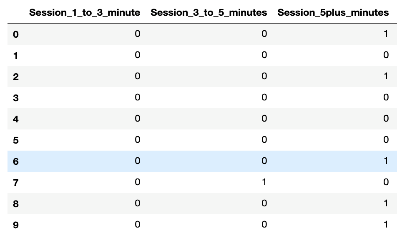 Session_1_to_3_minute Session_3_to_5_minutes Session_5plus_minutes
0 0 0 1
1 0 0 0
2 0 0 1
3 0 0 0
4 0 0 0
5 0 0 0
6 0 0 1
7 0 1 0
8 0 0 1
9 0 0 1